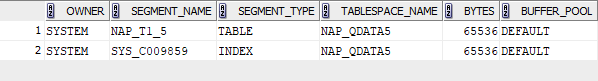 OWNER SEGMENT_NAME SEGMENT_TYPE TABLESPACE_NAME BYTES BUFFER_POOL
1 SYSTEM NAP_T1_5 TABLE NAP_QDATA5 65536 DEFAULT
2 SYSTEM SYS_C009859 INDEX NAP_QDATA5 65536 DEFAULT